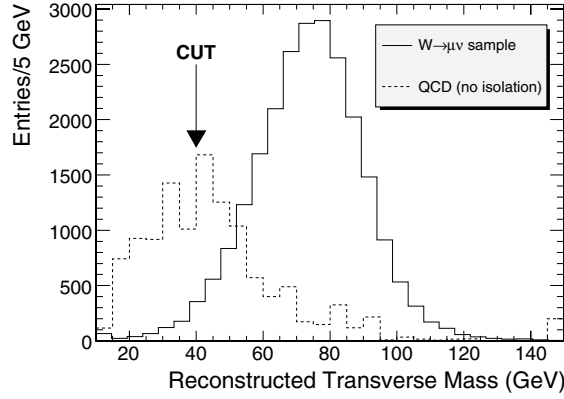 Entries/5 GeV
3000
2500
2000
1500
1000
500
0
CUT
W→μν sample
QCD (no isolation)
20 40 60 80 100 120 140
Reconstructed Transverse Mass (GeV)